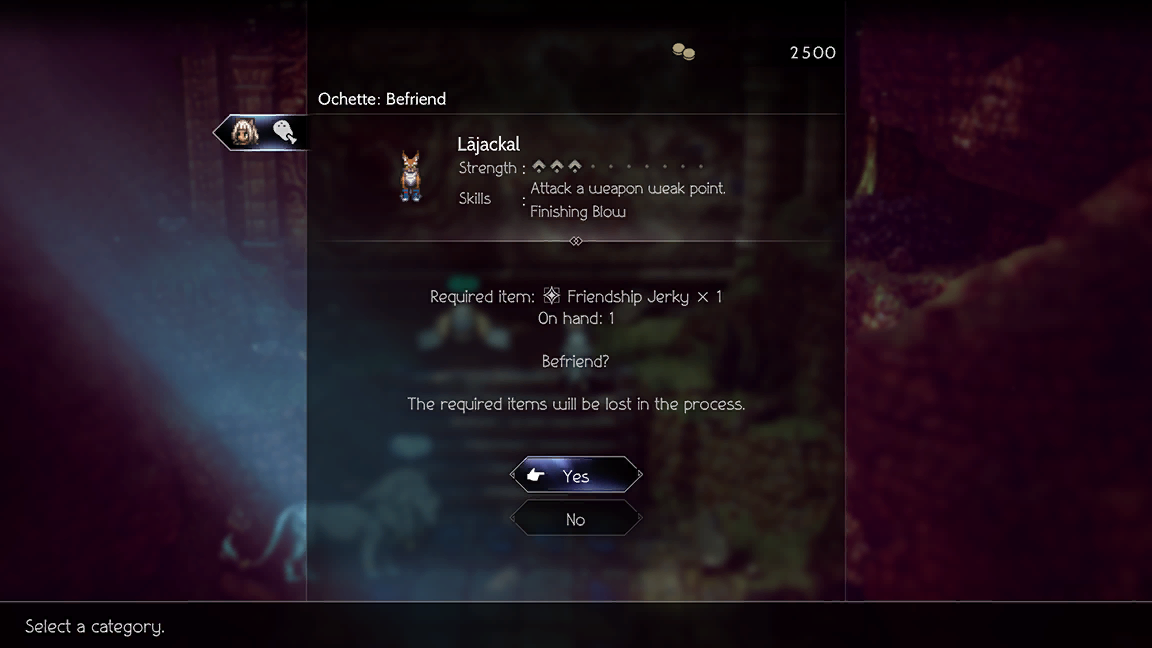 2500
Ochette: Befriend
Lājackal
Strength :
Skills : Attack a weapon weak point.
Finishing Blow
Required item: Friendship Jerky × 1
On hand: 1
Befriend?
The required items will be lost in the process.
Yes
No
Select a category.